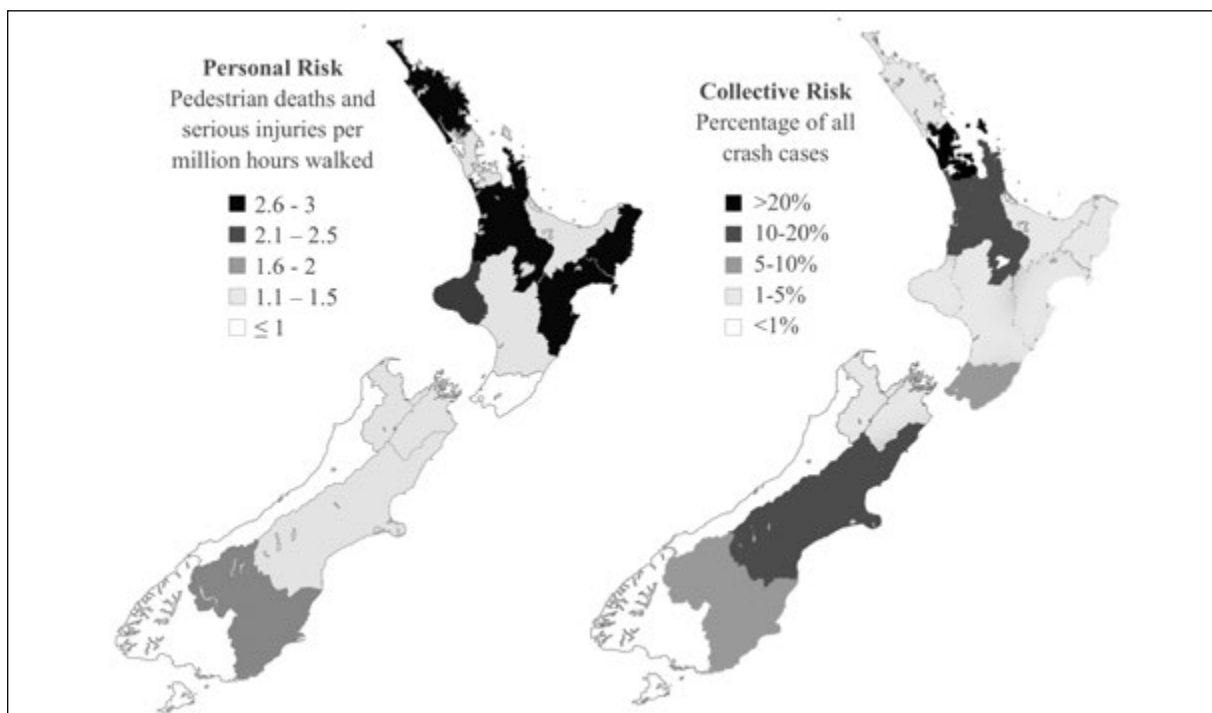 Personal Risk
Pedestrian deaths and
serious injuries per
million hours walked
2.6 - 3
2.1 – 2.5
1.6 - 2
1.1 – 1.5
≤ 1
Collective Risk
Percentage of all
crash cases
>20%
10-20%
5-10%
1-5%
<1%